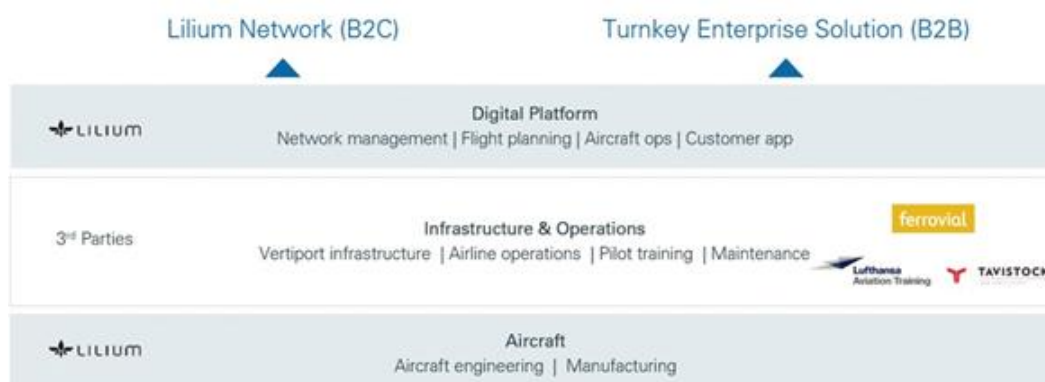 Lilium Network (B2C)
Turnkey Enterprise Solution (B2B)
LILIUM
Digital Platform
Network management | Flight planning | Aircraft ops | Customer app
3rd Parties
Infrastructure & Operations
Vertiport infrastructure | Airline operations | Pilot training | Maintenance
ferrovial
Lufthansa
Aviation Training
TAVISTOCK
LILIUM
Aircraft
Aircraft engineering | Manufacturing